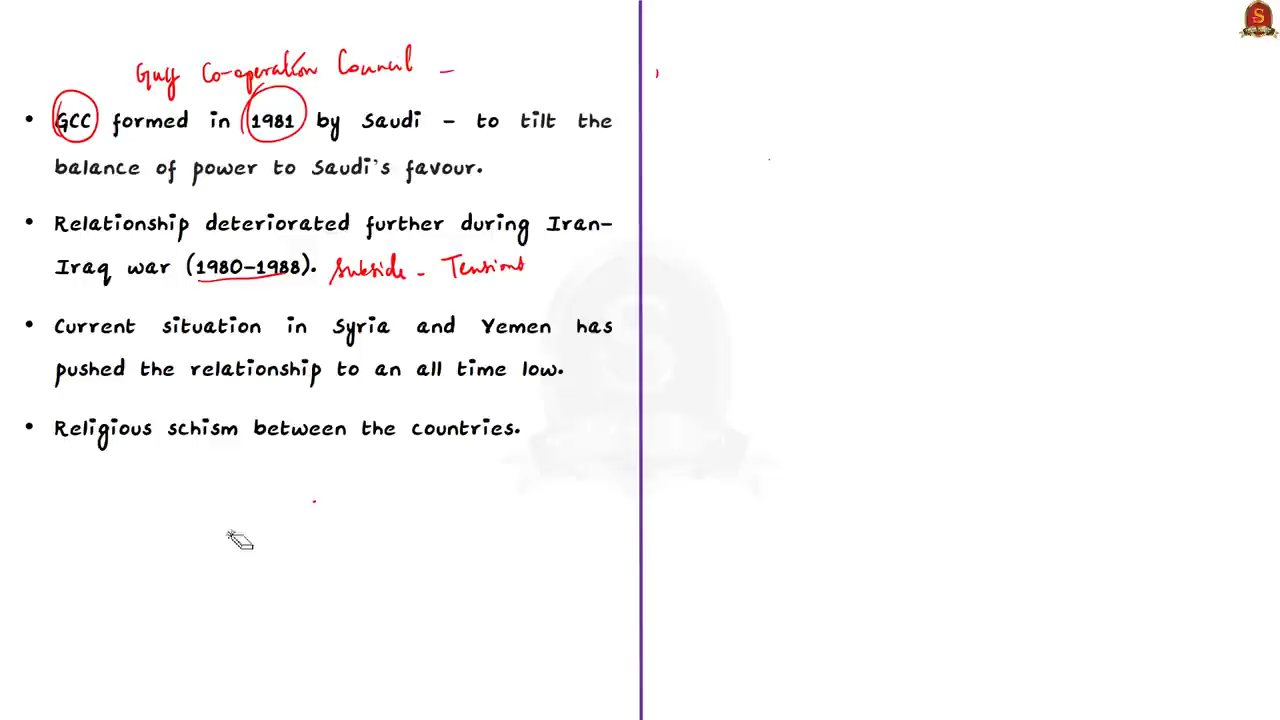 Gulf Co-operation Council -
• GCC formed in 1981 by Saudi - to tilt the
balance of power to Saudi's favour.
• Relationship deteriorated further during Iran-
Iraq war (1980-1988). Subside - Tensions
• Current situation in Syria and Yemen has
pushed the relationship to an all time low.
• Religious schism between the countries.
S